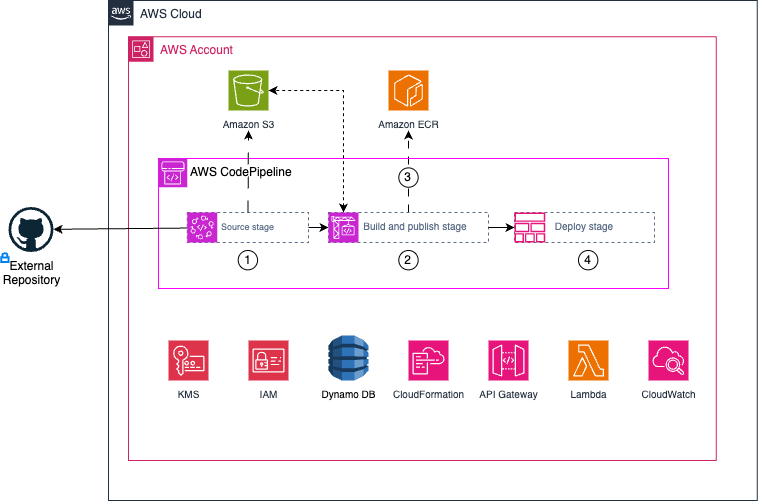 aws
AWS Cloud
AWS Account
Amazon S3
Amazon ECR
AWS CodePipeline
3
Source stage
Build and publish stage
Deploy stage
1
2
4
External
Repository
KMS
IAM
Dynamo DB
CloudFormation
API Gateway
Lambda
CloudWatch